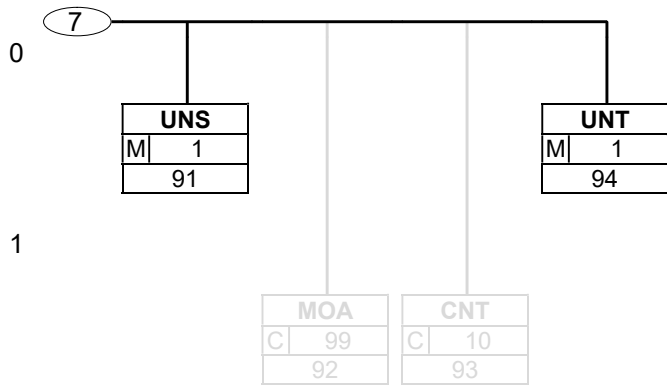 7
0
UNS UNT
M 1 M 1
91 94
1
MOA CNT
C 99 C 10
92 93